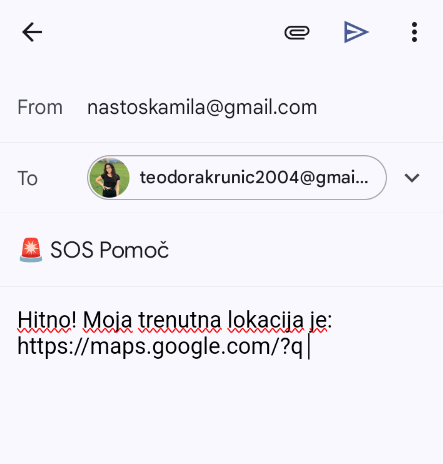 From nastoskamila@gmail.com
To teodorakrunic2004@gmai...
🚨 SOS Pomoč
Hitno! Moja trenutna lokacija je:
https://maps.google.com/?q